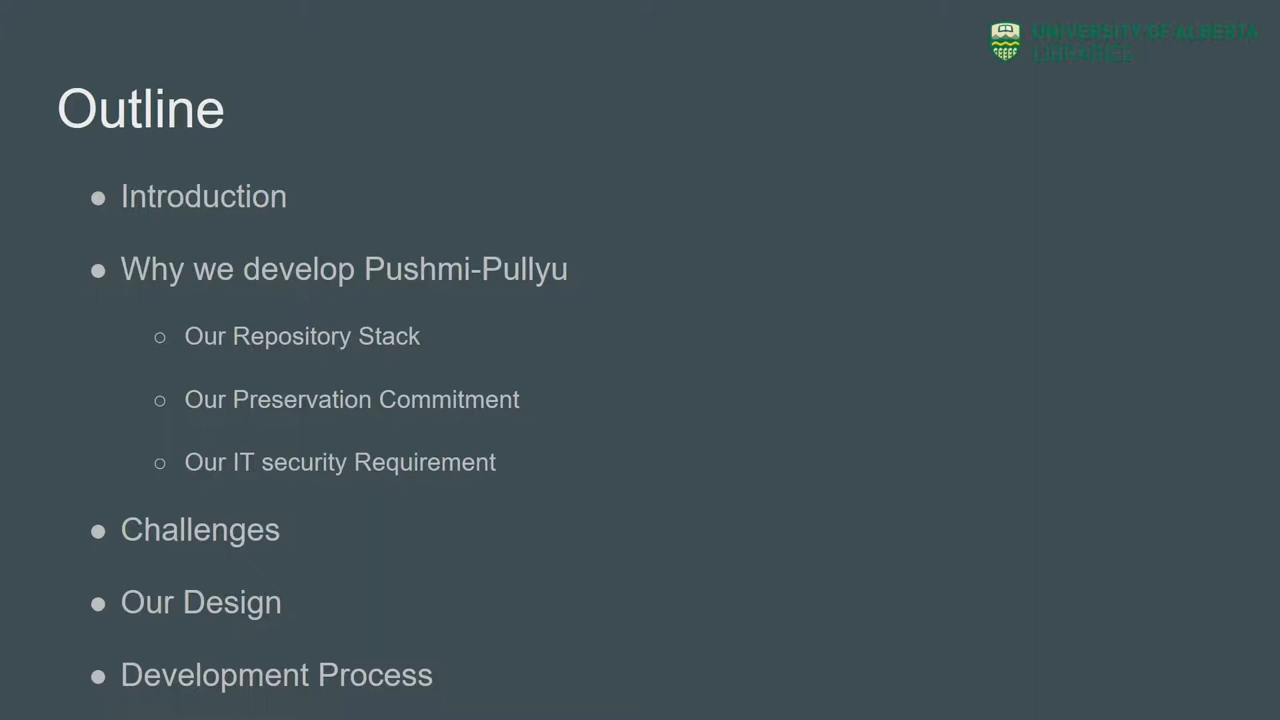 UNIVERSITY OF ALBERTA
LIBRARIES
Outline
● Introduction
● Why we develop Pushmi-Pullyu
○ Our Repository Stack
○ Our Preservation Commitment
○ Our IT security Requirement
● Challenges
● Our Design
● Development Process